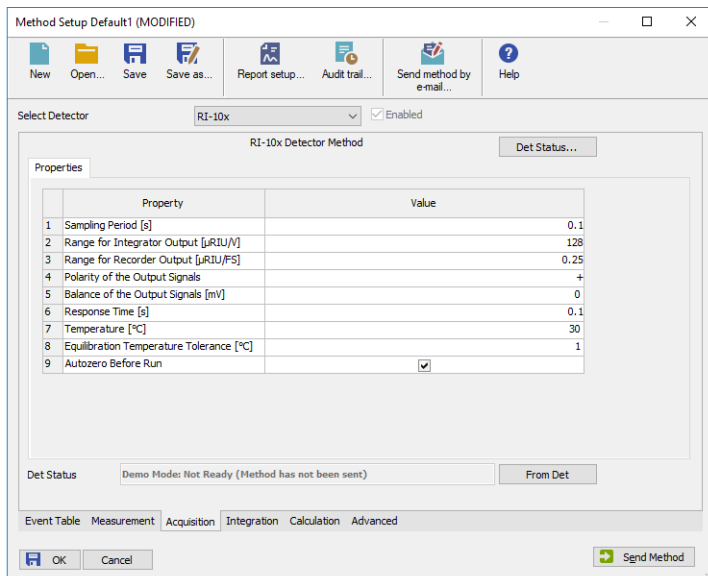 Method Setup Default1 (MODIFIED)
New Open... Save Save as... Report setup... Audit trail... Send method by e-mail... Help
Select Detector RI-10x Enabled
RI-10x Detector Method Det Status...
Properties
Property Value
1 Sampling Period [s] 0.1
2 Range for Integrator Output [µRIU/V] 128
3 Range for Recorder Output [µRIU/FS] 0.25
4 Polarity of the Output Signals +
5 Balance of the Output Signals [mV] 0
6 Response Time [s] 0.1
7 Temperature [°C] 30
8 Equilibration Temperature Tolerance [°C] 1
9 Autozero Before Run
Det Status Demo Mode: Not Ready (Method has not been sent) From Det
Event Table Measurement Acquisition Integration Calculation Advanced
OK Cancel Send Method